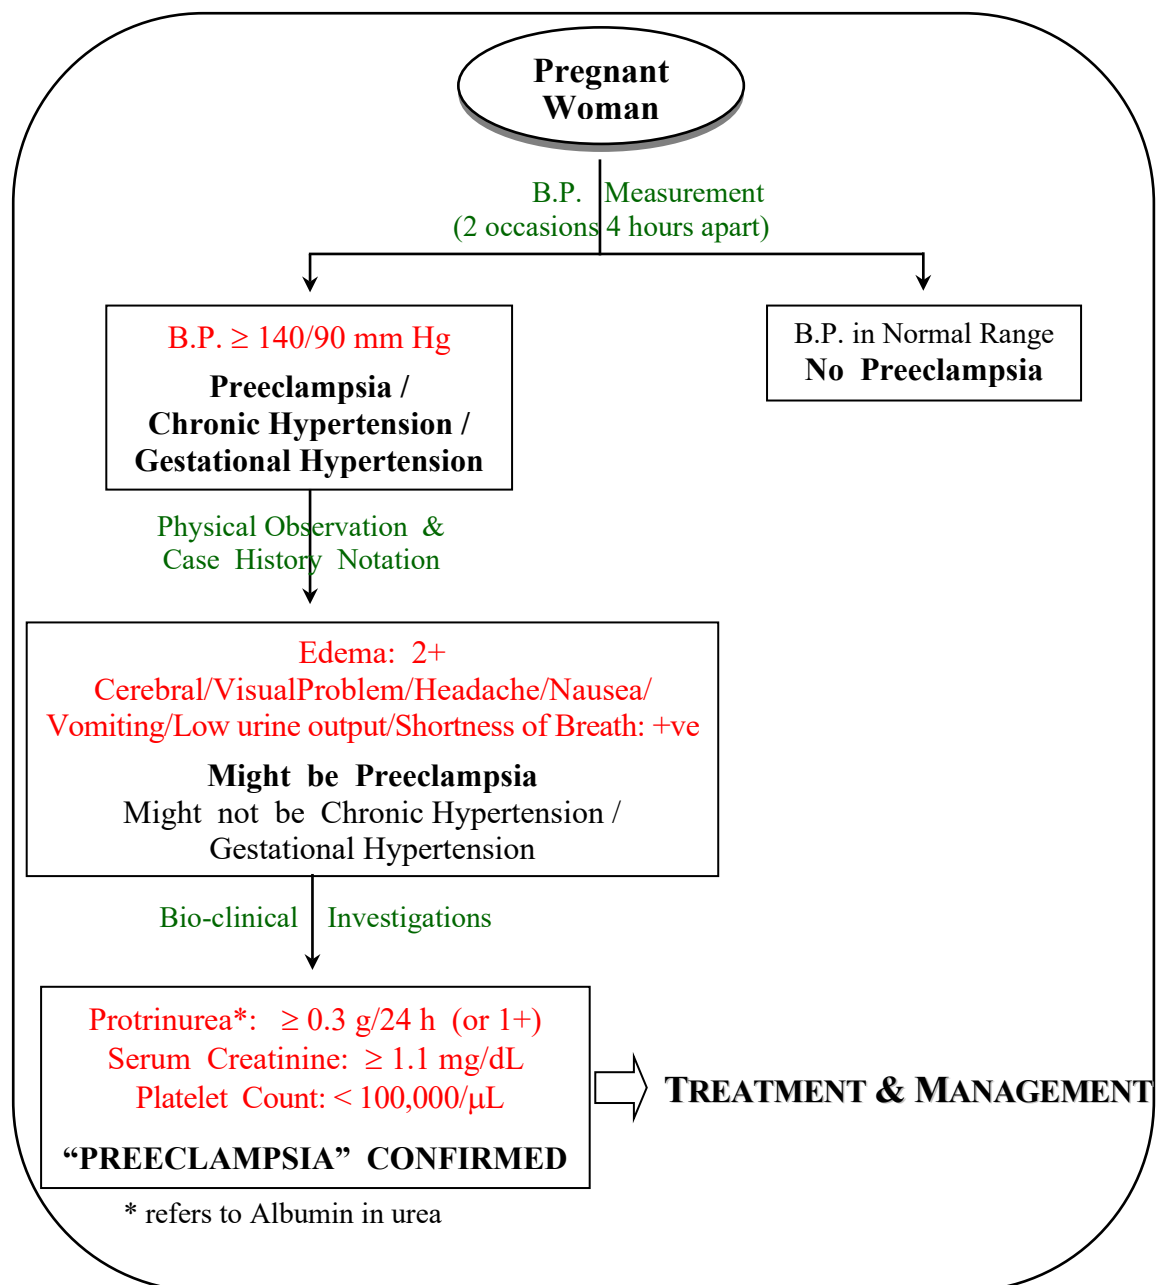 Pregnant
Woman
B.P. Measurement
(2 occasions 4 hours apart)
B.P. ≥ 140/90 mm Hg
Preeclampsia /
Chronic Hypertension /
Gestational Hypertension
B.P. in Normal Range
No Preeclampsia
Physical Observation &
Case History Notation
Edema: 2+
Cerebral/VisualProblem/Headache/Nausea/
Vomiting/Low urine output/Shortness of Breath: +ve
Might be Preeclampsia
Might not be Chronic Hypertension /
Gestational Hypertension
Bio-clinical Investigations
Protrinurea*: ≥ 0.3 g/24 h (or 1+)
Serum Creatinine: ≥ 1.1 mg/dL
Platelet Count: < 100,000/μL
“PREECLAMPSIA” CONFIRMED
TREATMENT & MANAGEMENT
* refers to Albumin in urea